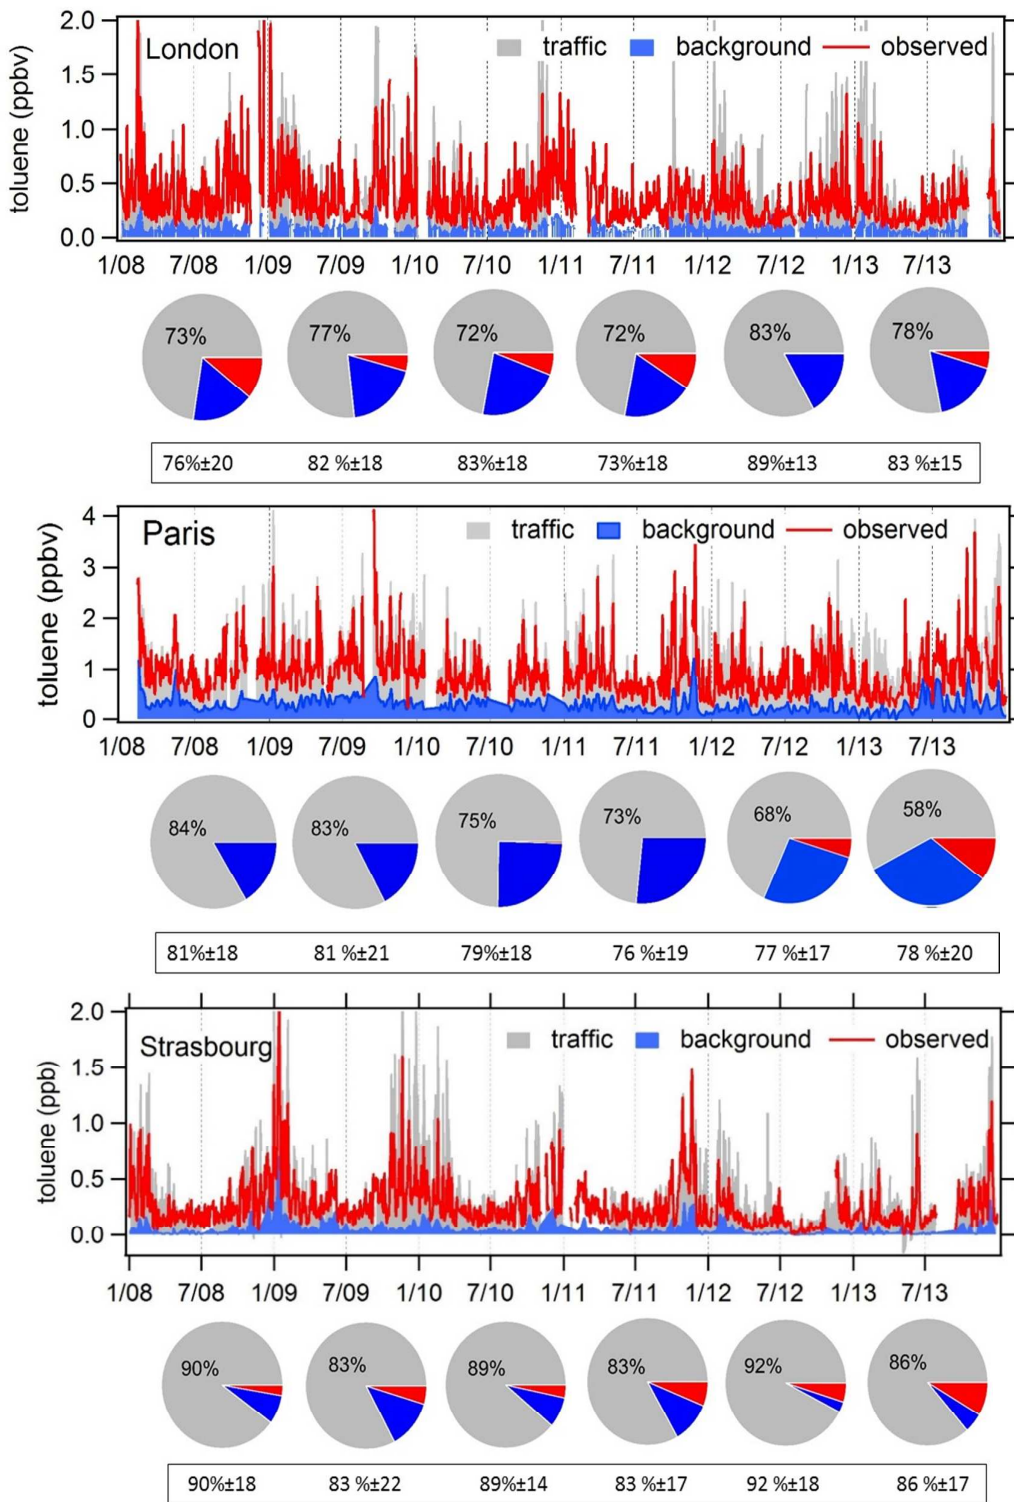 London
traffic background observed
toluene (ppbv)
2.0
1.5
1.0
0.5
0.0
1/08 7/08 1/09 7/09 1/10 7/10 1/11 7/11 1/12 7/12 1/13 7/13
73% 77% 72% 72% 83% 78%
76%±20 82 %±18 83%±18 73%±18 89%±13 83 %±15
Paris
traffic background observed
toluene (ppbv)
4
3
2
1
0
1/08 7/08 1/09 7/09 1/10 7/10 1/11 7/11 1/12 7/12 1/13 7/13
84% 83% 75% 73% 68% 58%
81%±18 81 %±21 79%±18 76 %±19 77 %±17 78 %±20
Strasbourg
traffic background observed
toluene (ppb)
2.0
1.5
1.0
0.5
0.0
1/08 7/08 1/09 7/09 1/10 7/10 1/11 7/11 1/12 7/12 1/13 7/13
90% 83% 89% 83% 92% 86%
90%±18 83 %±22 89%±14 83 %±17 92 %±18 86 %±17